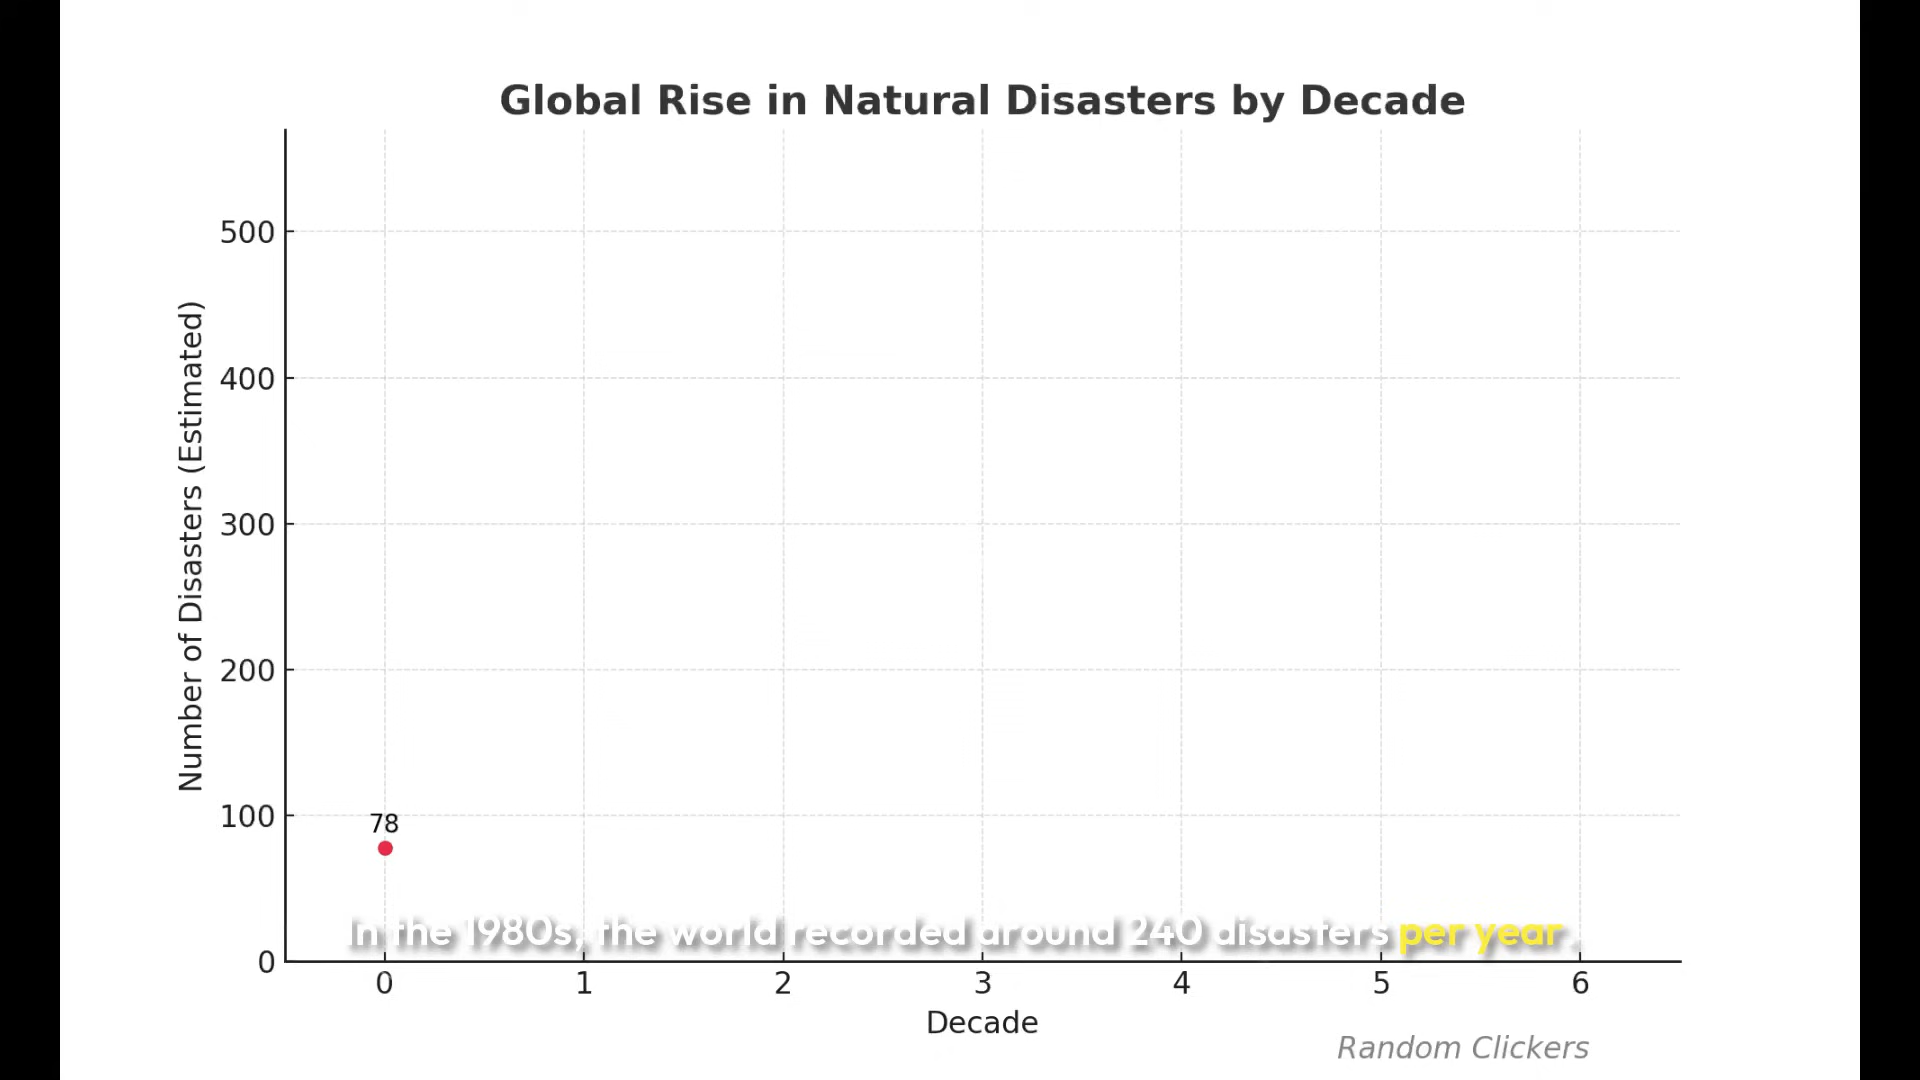 Global Rise in Natural Disasters by Decade
Number of Disasters (Estimated)
500
400
300
200
100
0
78
In the 1980s, the world recorded around 240 disasters per year.
0 1 2 3 4 5 6
Decade
Random Clickers